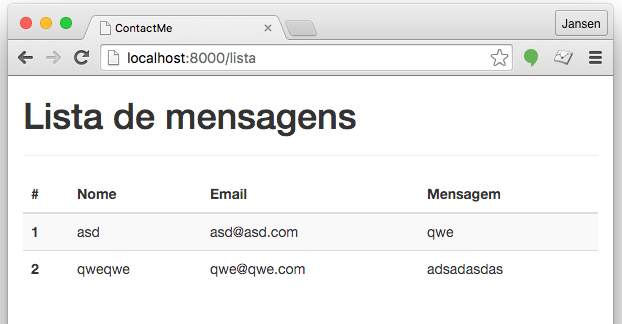 ContactMe
Jansen
localhost:8000/lista
Lista de mensagens
# Nome Email Mensagem
1 asd asd@asd.com qwe
2 qweqwe qwe@qwe.com adsadasdas